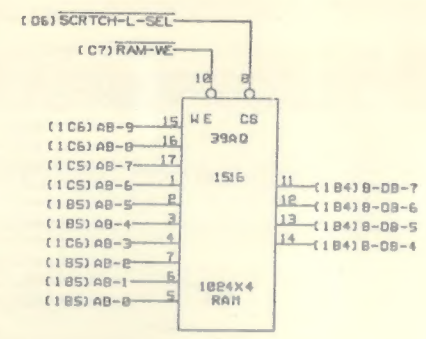 (D6) SCRTCH-L-SEL
(C7) RAM-WE
10 8
WE CS
39AQ
1516
1024X4
RAM
(1C6) AB-9 15
(1C6) AB-8 16
(1C5) AB-7 17
(1C5) AB-6 1
(1B5) AB-5 2
(1B5) AB-4 3
(1C6) AB-3 4
(1B5) AB-2 7
(1B5) AB-1 6
(1B5) AB-0 5
11 (1B4) B-DB-7
12 (1B4) B-DB-6
13 (1B4) B-DB-5
14 (1B4) B-DB-4